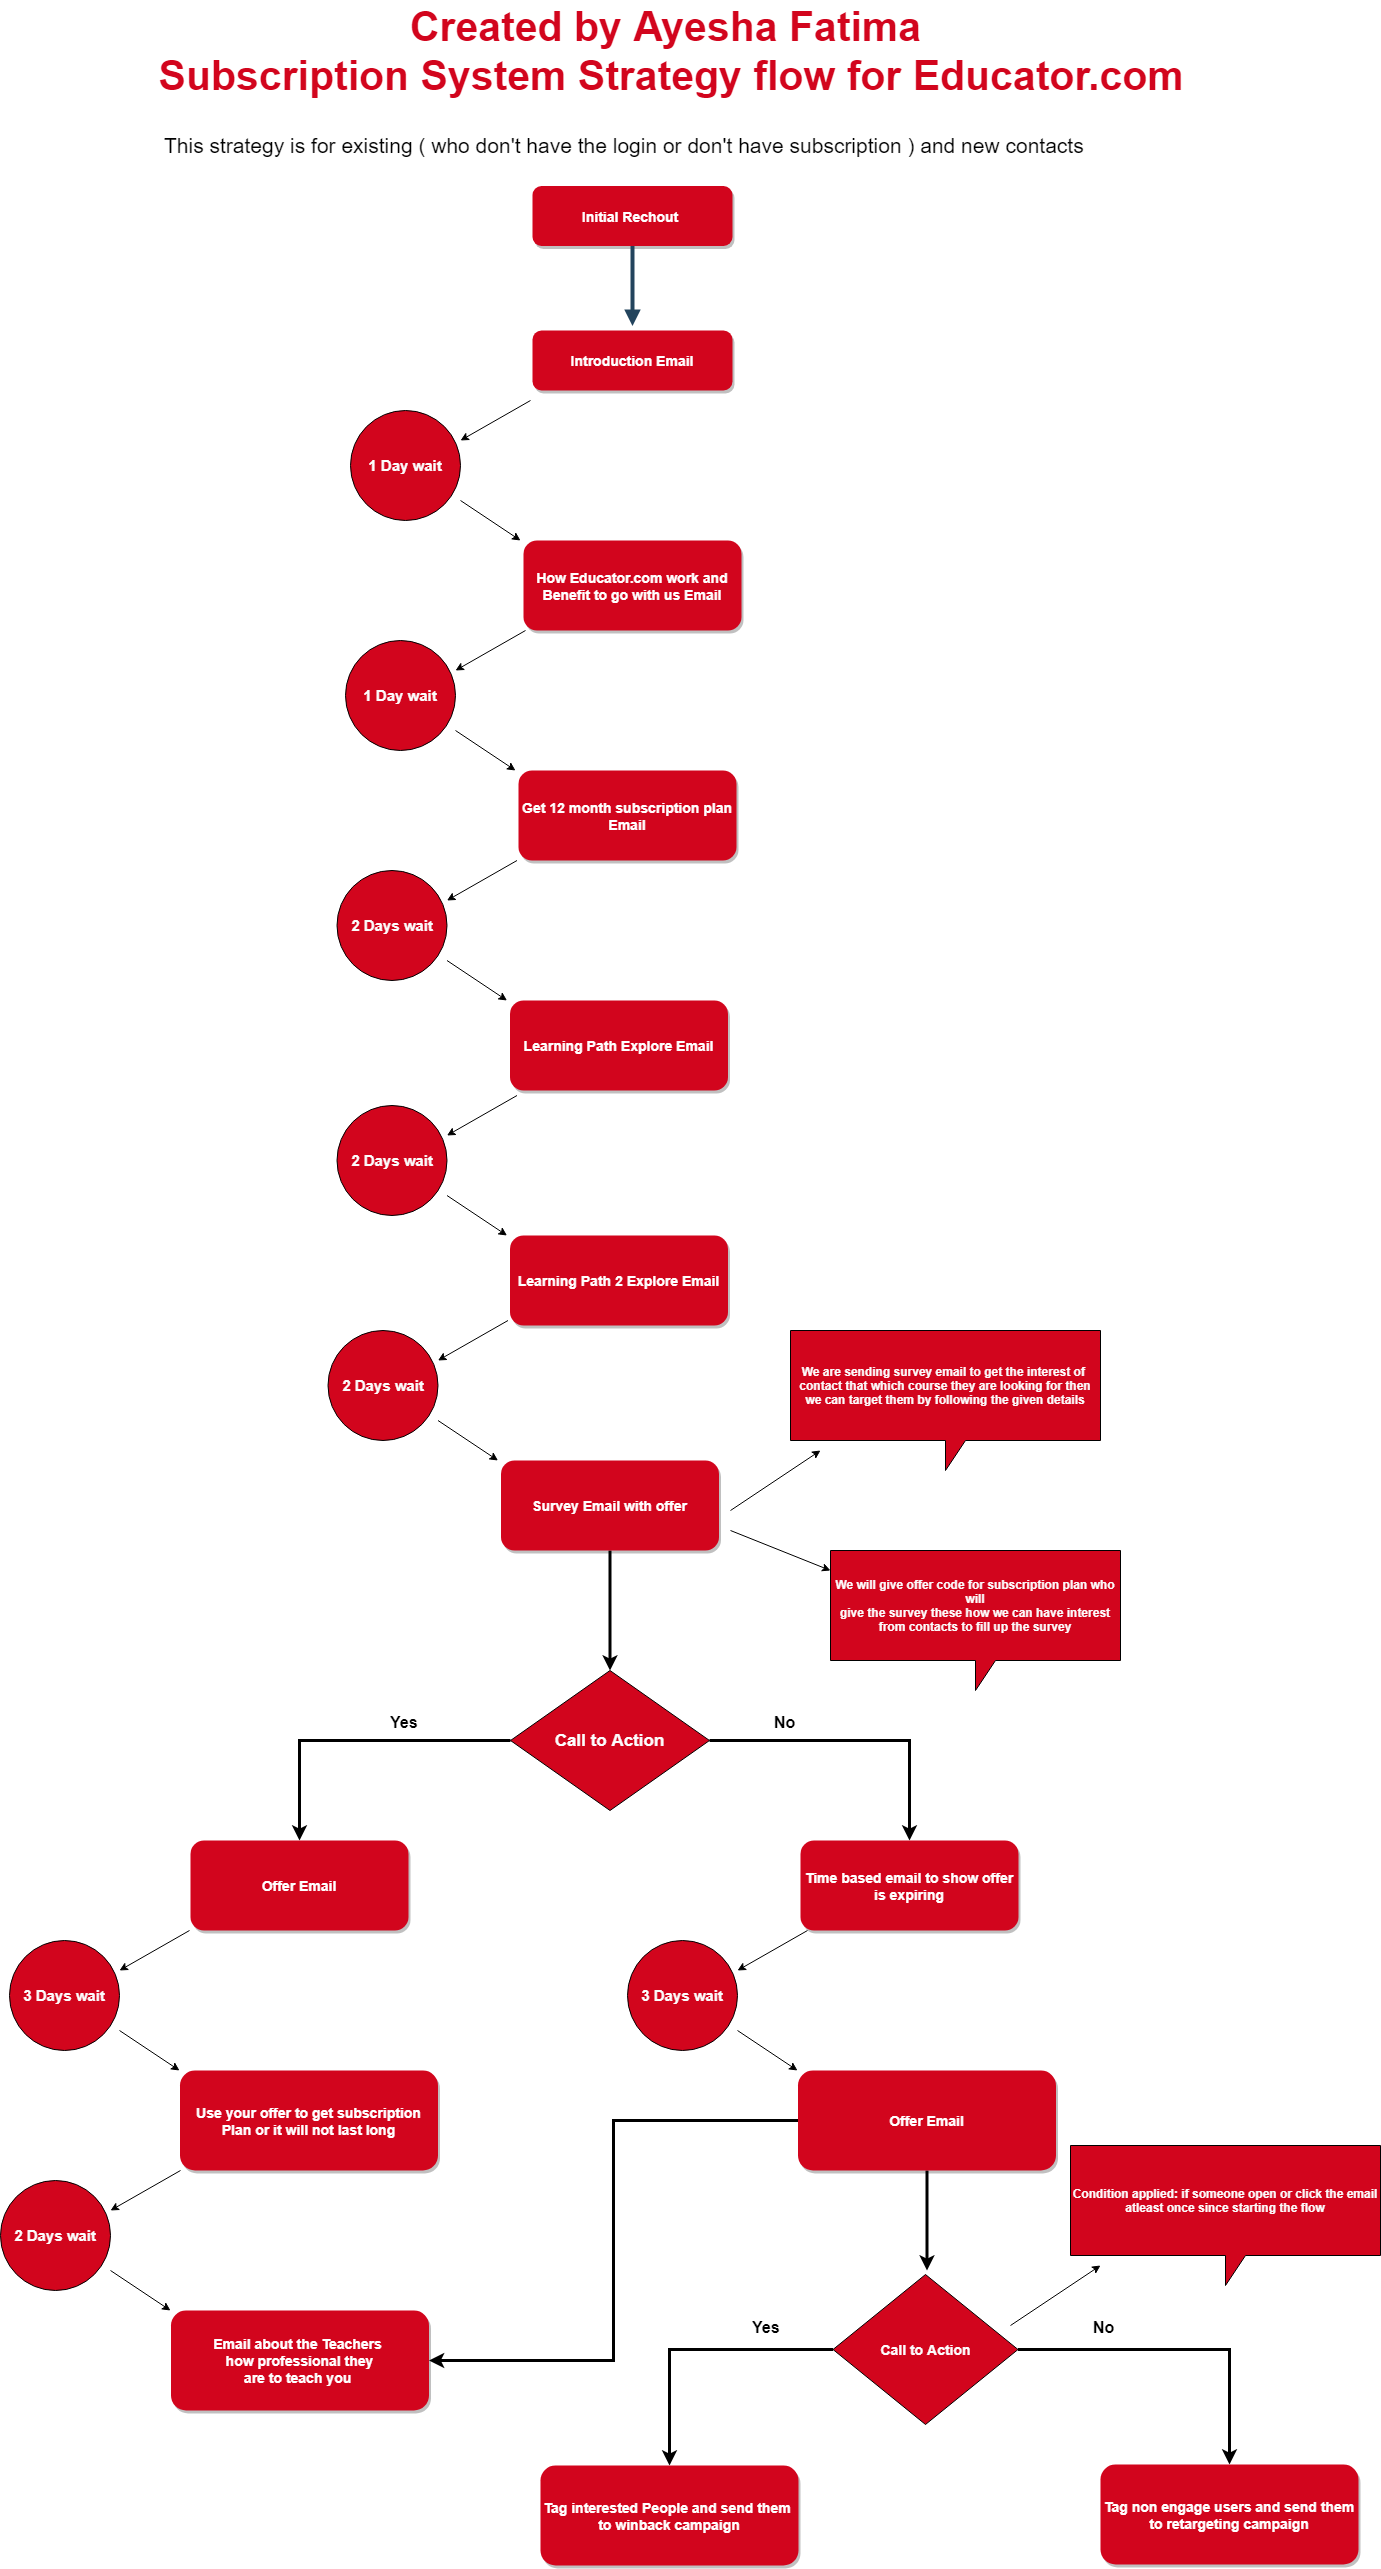 Created by Ayesha Fatima
Subscription System Strategy flow for Educator.com
This strategy is for existing ( who don't have the login or don't have subscription ) and new contacts
Initial Rechout
Introduction Email
1 Day wait
How Educator.com work and
Benefit to go with us Email
1 Day wait
Get 12 month subscription plan
Email
2 Days wait
Learning Path Explore Email
2 Days wait
Learning Path 2 Explore Email
2 Days wait
We are sending survey email to get the interest of
contact that which course they are looking for then
we can target them by following the given details
Survey Email with offer
We will give offer code for subscription plan who
will
give the survey these how we can have interest
from contacts to fill up the survey
Call to Action
Yes
No
Offer Email
Time based email to show offer
is expiring
3 Days wait
3 Days wait
Use your offer to get subscription
Plan or it will not last long
Offer Email
2 Days wait
Condition applied: if someone open or click the email
atleast once since starting the flow
Email about the Teachers
how professional they
are to teach you
Call to Action
Yes
No
Tag interested People and send them
to winback campaign
Tag non engage users and send them
to retargeting campaign